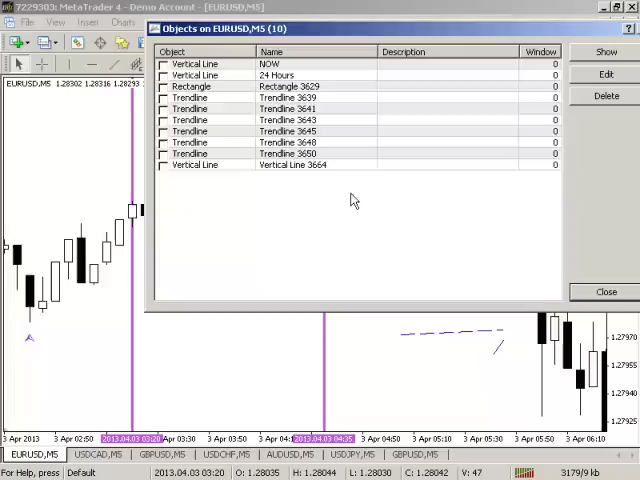 7229303: MetaTrader 4 - Demo Account - [EURUSD,M5]
File View Insert Charts
Objects on EURUSD,M5 (10)
Object Name Description Window
Vertical Line NOW 0
Vertical Line 24 Hours 0
Rectangle Rectangle 3629 0
Trendline Trendline 3639 0
Trendline Trendline 3641 0
Trendline Trendline 3643 0
Trendline Trendline 3645 0
Trendline Trendline 3648 0
Trendline Trendline 3650 0
Vertical Line Vertical Line 3664 0
Show
Edit
Delete
Close
EURUSD,M5 1.28302 1.28316 1.28293
1.27970
1.27955
1.27940
1.27925
3 Apr 2013 3 Apr 02:50 2013.04.03 03:20 Apr 03:30 3 Apr 03:50 3 Apr 04:10 3 Apr 04: 2013.04.03 04:35 3 Apr 04:50 3 Apr 05:10 3 Apr 05:30 3 Apr 05:50 3 Apr 06:10
EURUSD,M5 USDCAD,M5 GBPUSD,M5 USDCHF,M5 AUDUSD,M5 USDJPY,M5 GBPUSD,M5
For Help, press Default 2013.04.03 03:20 O: 1.28035 H: 1.28044 L: 1.28030 C: 1.28042 V: 47 3179/9 kb